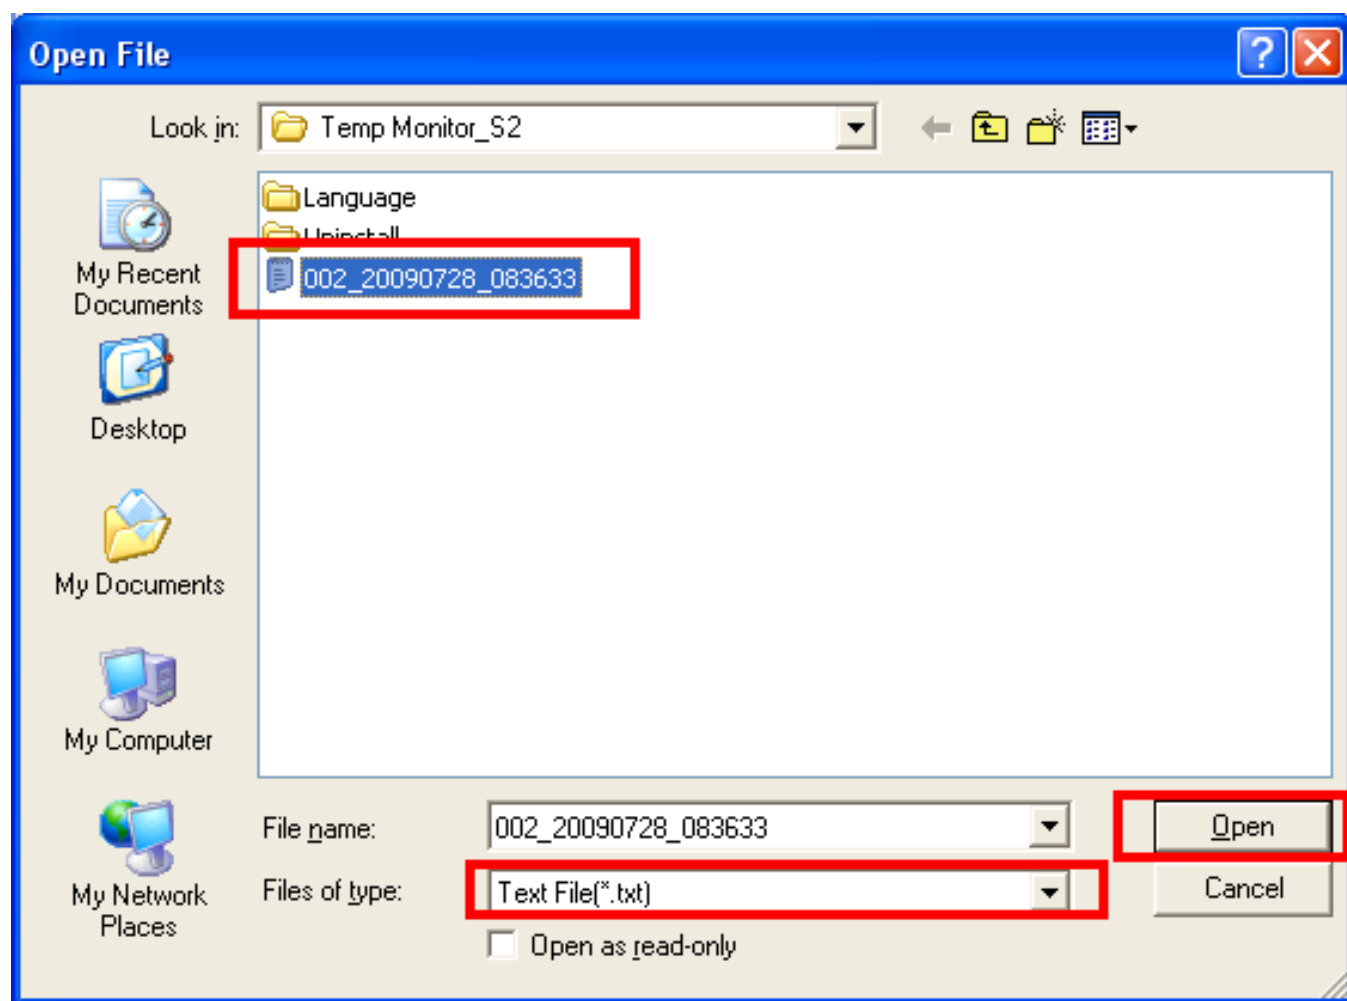 Open File
Look in: Temp Monitor_S2
Language
Uninstall
002_20090728_083633
My Recent
Documents
Desktop
My Documents
My Computer
My Network
Places
File name: 002_20090728_083633
Open
Files of type: Text File(*.txt)
Cancel
Open as read-only